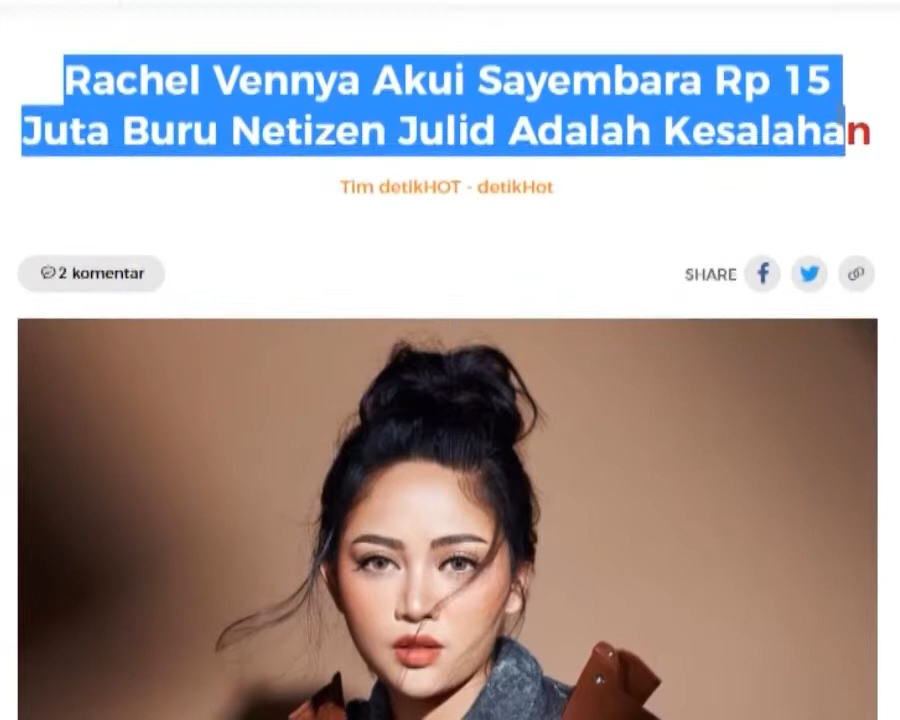 Rachel Vennya Akui Sayembara Rp 15
Juta Buru Netizen Julid Adalah Kesalahan
Tim detikHOT - detikHot
2 komentar
SHARE